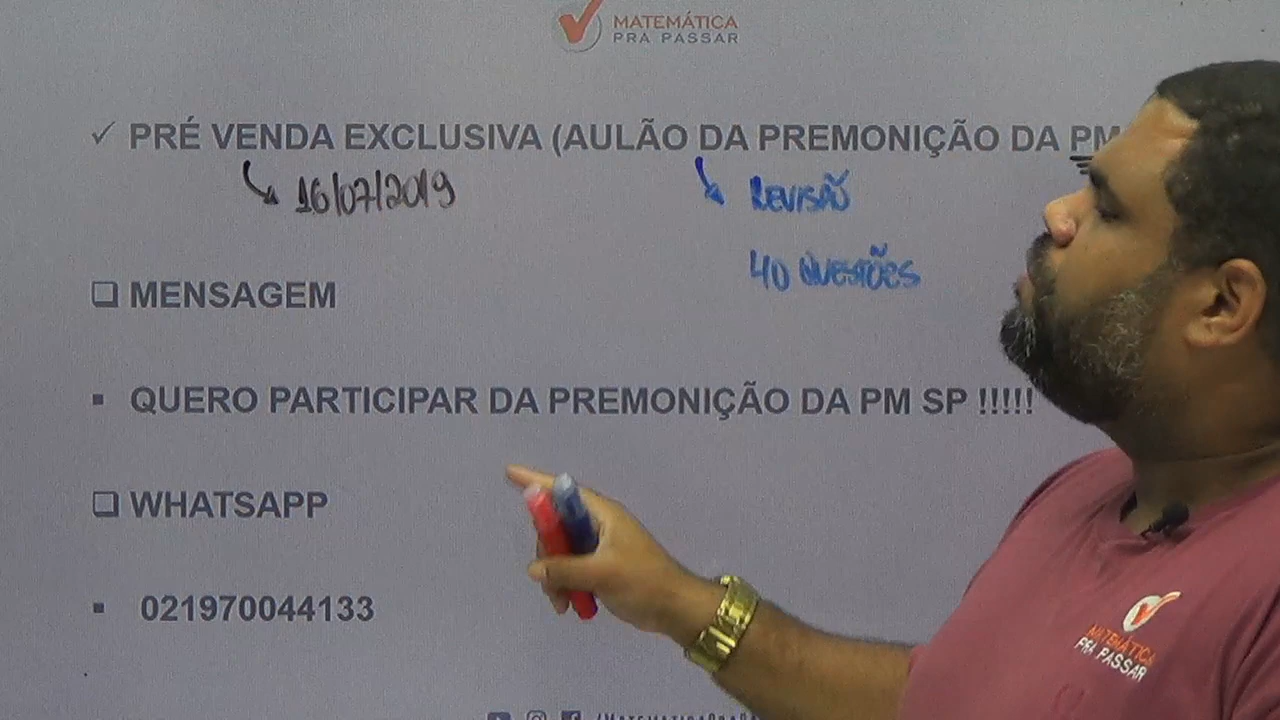 MATEMÁTICA
PRA PASSAR
✓ PRÉ VENDA EXCLUSIVA (AULÃO DA PREMONIÇÃO DA PM
16/07/2019
REVISÃO
40 QUESTÕES
❑ MENSAGEM
▪ QUERO PARTICIPAR DA PREMONIÇÃO DA PM SP !!!!!
❑ WHATSAPP
▪ 021970044133
MATEMÁTICA
PRA PASSAR